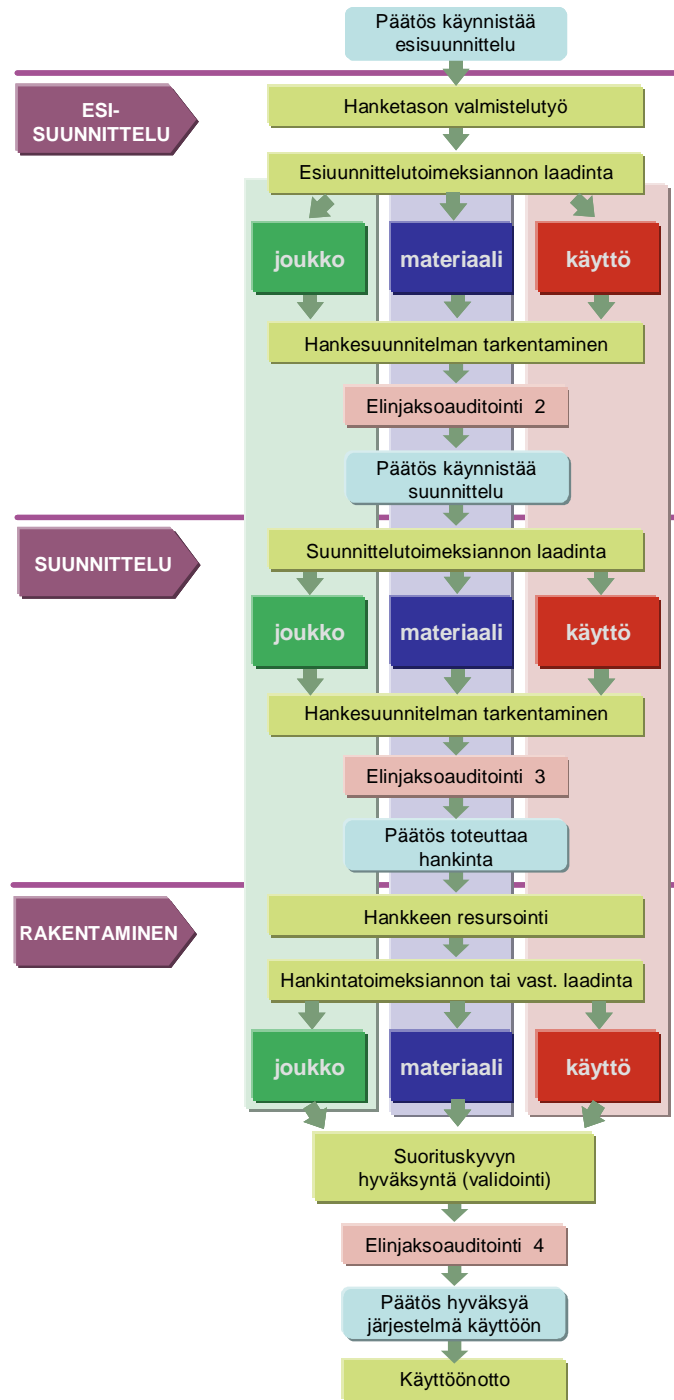 Päätös käynnistää
esisuunnittelu
ESI-
SUUNNITTELU
Hanketason valmistelutyö
Esiuunnittelutoimeksiannon laadinta
joukko
materiaali
käyttö
Hankesuunnitelman tarkentaminen
Elinjaksoauditointi 2
Päätös käynnistää
suunnittelu
SUUNNITTELU
Suunnittelutoimeksiannon laadinta
joukko
materiaali
käyttö
Hankesuunnitelman tarkentaminen
Elinjaksoauditointi 3
Päätös toteuttaa
hankinta
RAKENTAMINEN
Hankkeen resursointi
Hankintatoimeksiannon tai vast. laadinta
joukko
materiaali
käyttö
Suorituskyvyn
hyväksyntä (validointi)
Elinjaksoauditointi 4
Päätös hyväksyä
järjestelmä käyttöön
Käyttöönotto